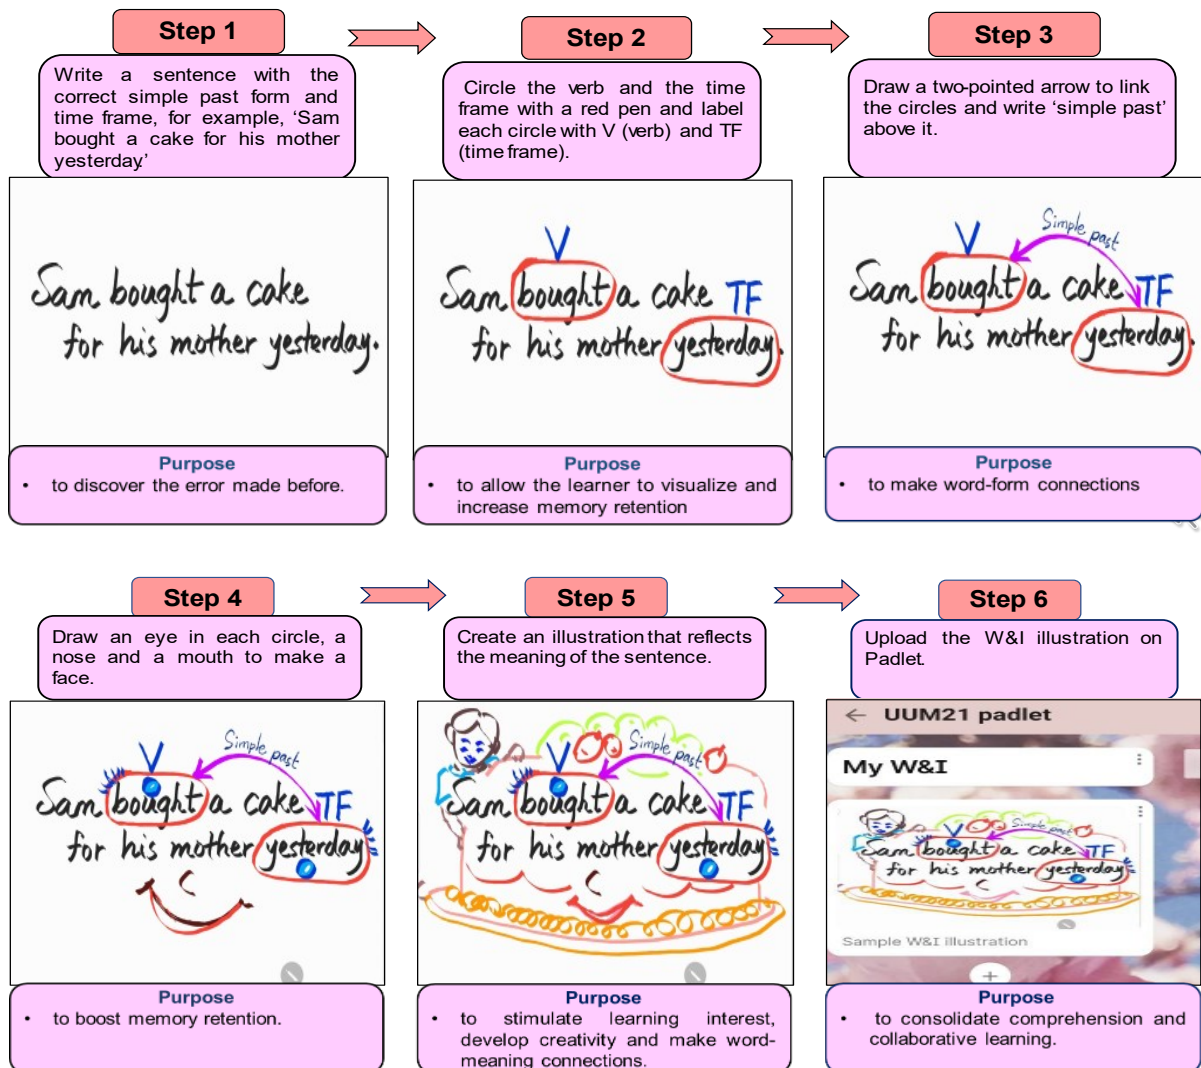 Step 1
Write a sentence with the
correct simple past form and
time frame, for example, ‘Sam
bought a cake for his mother
yesterday.’
Sam bought a cake
for his mother yesterday.
Purpose
• to discover the error made before.
Step 2
Circle the verb and the time
frame with a red pen and label
each circle with V (verb) and TF
(time frame).
V
Sam bought a cake TF
for his mother yesterday.
Purpose
• to allow the learner to visualize and
increase memory retention
Step 3
Draw a two-pointed arrow to link
the circles and write ‘simple past’
above it.
Simple past
V
Sam bought a cake TF
for his mother yesterday.
Purpose
• to make word-form connections
Step 4
Draw an eye in each circle, a
nose and a mouth to make a
face.
Simple past
V
Sam bought a cake TF
for his mother yesterday
Purpose
• to boost memory retention.
Step 5
Create an illustration that reflects
the meaning of the sentence.
Simple past
V
Sam bought a cake TF
for his mother yesterday
Purpose
• to stimulate learning interest,
develop creativity and make word-
meaning connections.
Step 6
Upload the W&I illustration on
Padlet.
← UUM21 padlet
My W&I
Simple past
V
Sam bought a cake TF
for his mother yesterday
Sample W&I illustration
+
Purpose
• to consolidate comprehension and
collaborative learning.